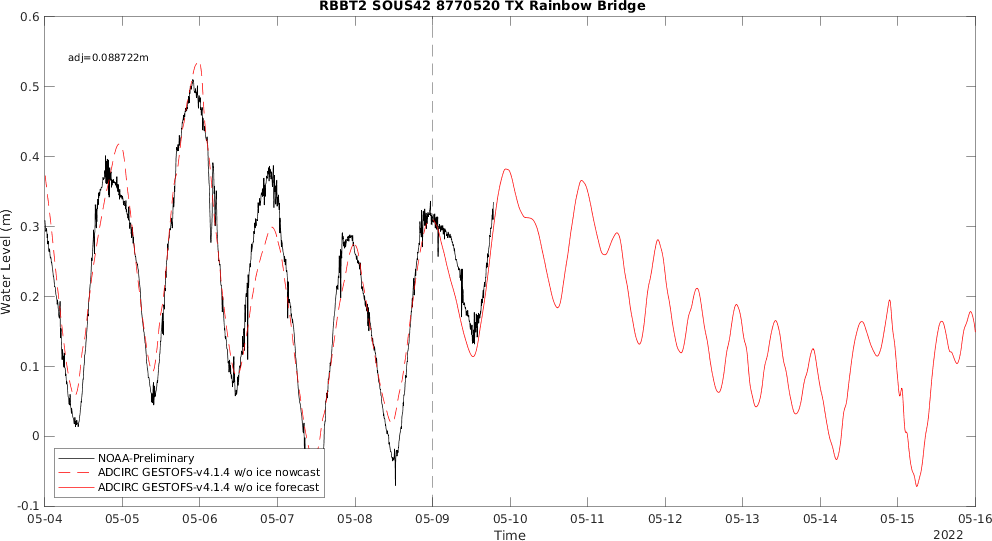 RBBT2 SOUS42 8770520 TX Rainbow Bridge
0.6
0.5
0.4
0.3
0.2
0.1
0
-0.1
Water Level (m)
adj=0.088722m
NOAA-Preliminary
ADCIRC GESTOFS-v4.1.4 w/o ice nowcast
ADCIRC GESTOFS-v4.1.4 w/o ice forecast
05-04 05-05 05-06 05-07 05-08 05-09 05-10 05-11 05-12 05-13 05-14 05-15 05-16
Time
2022